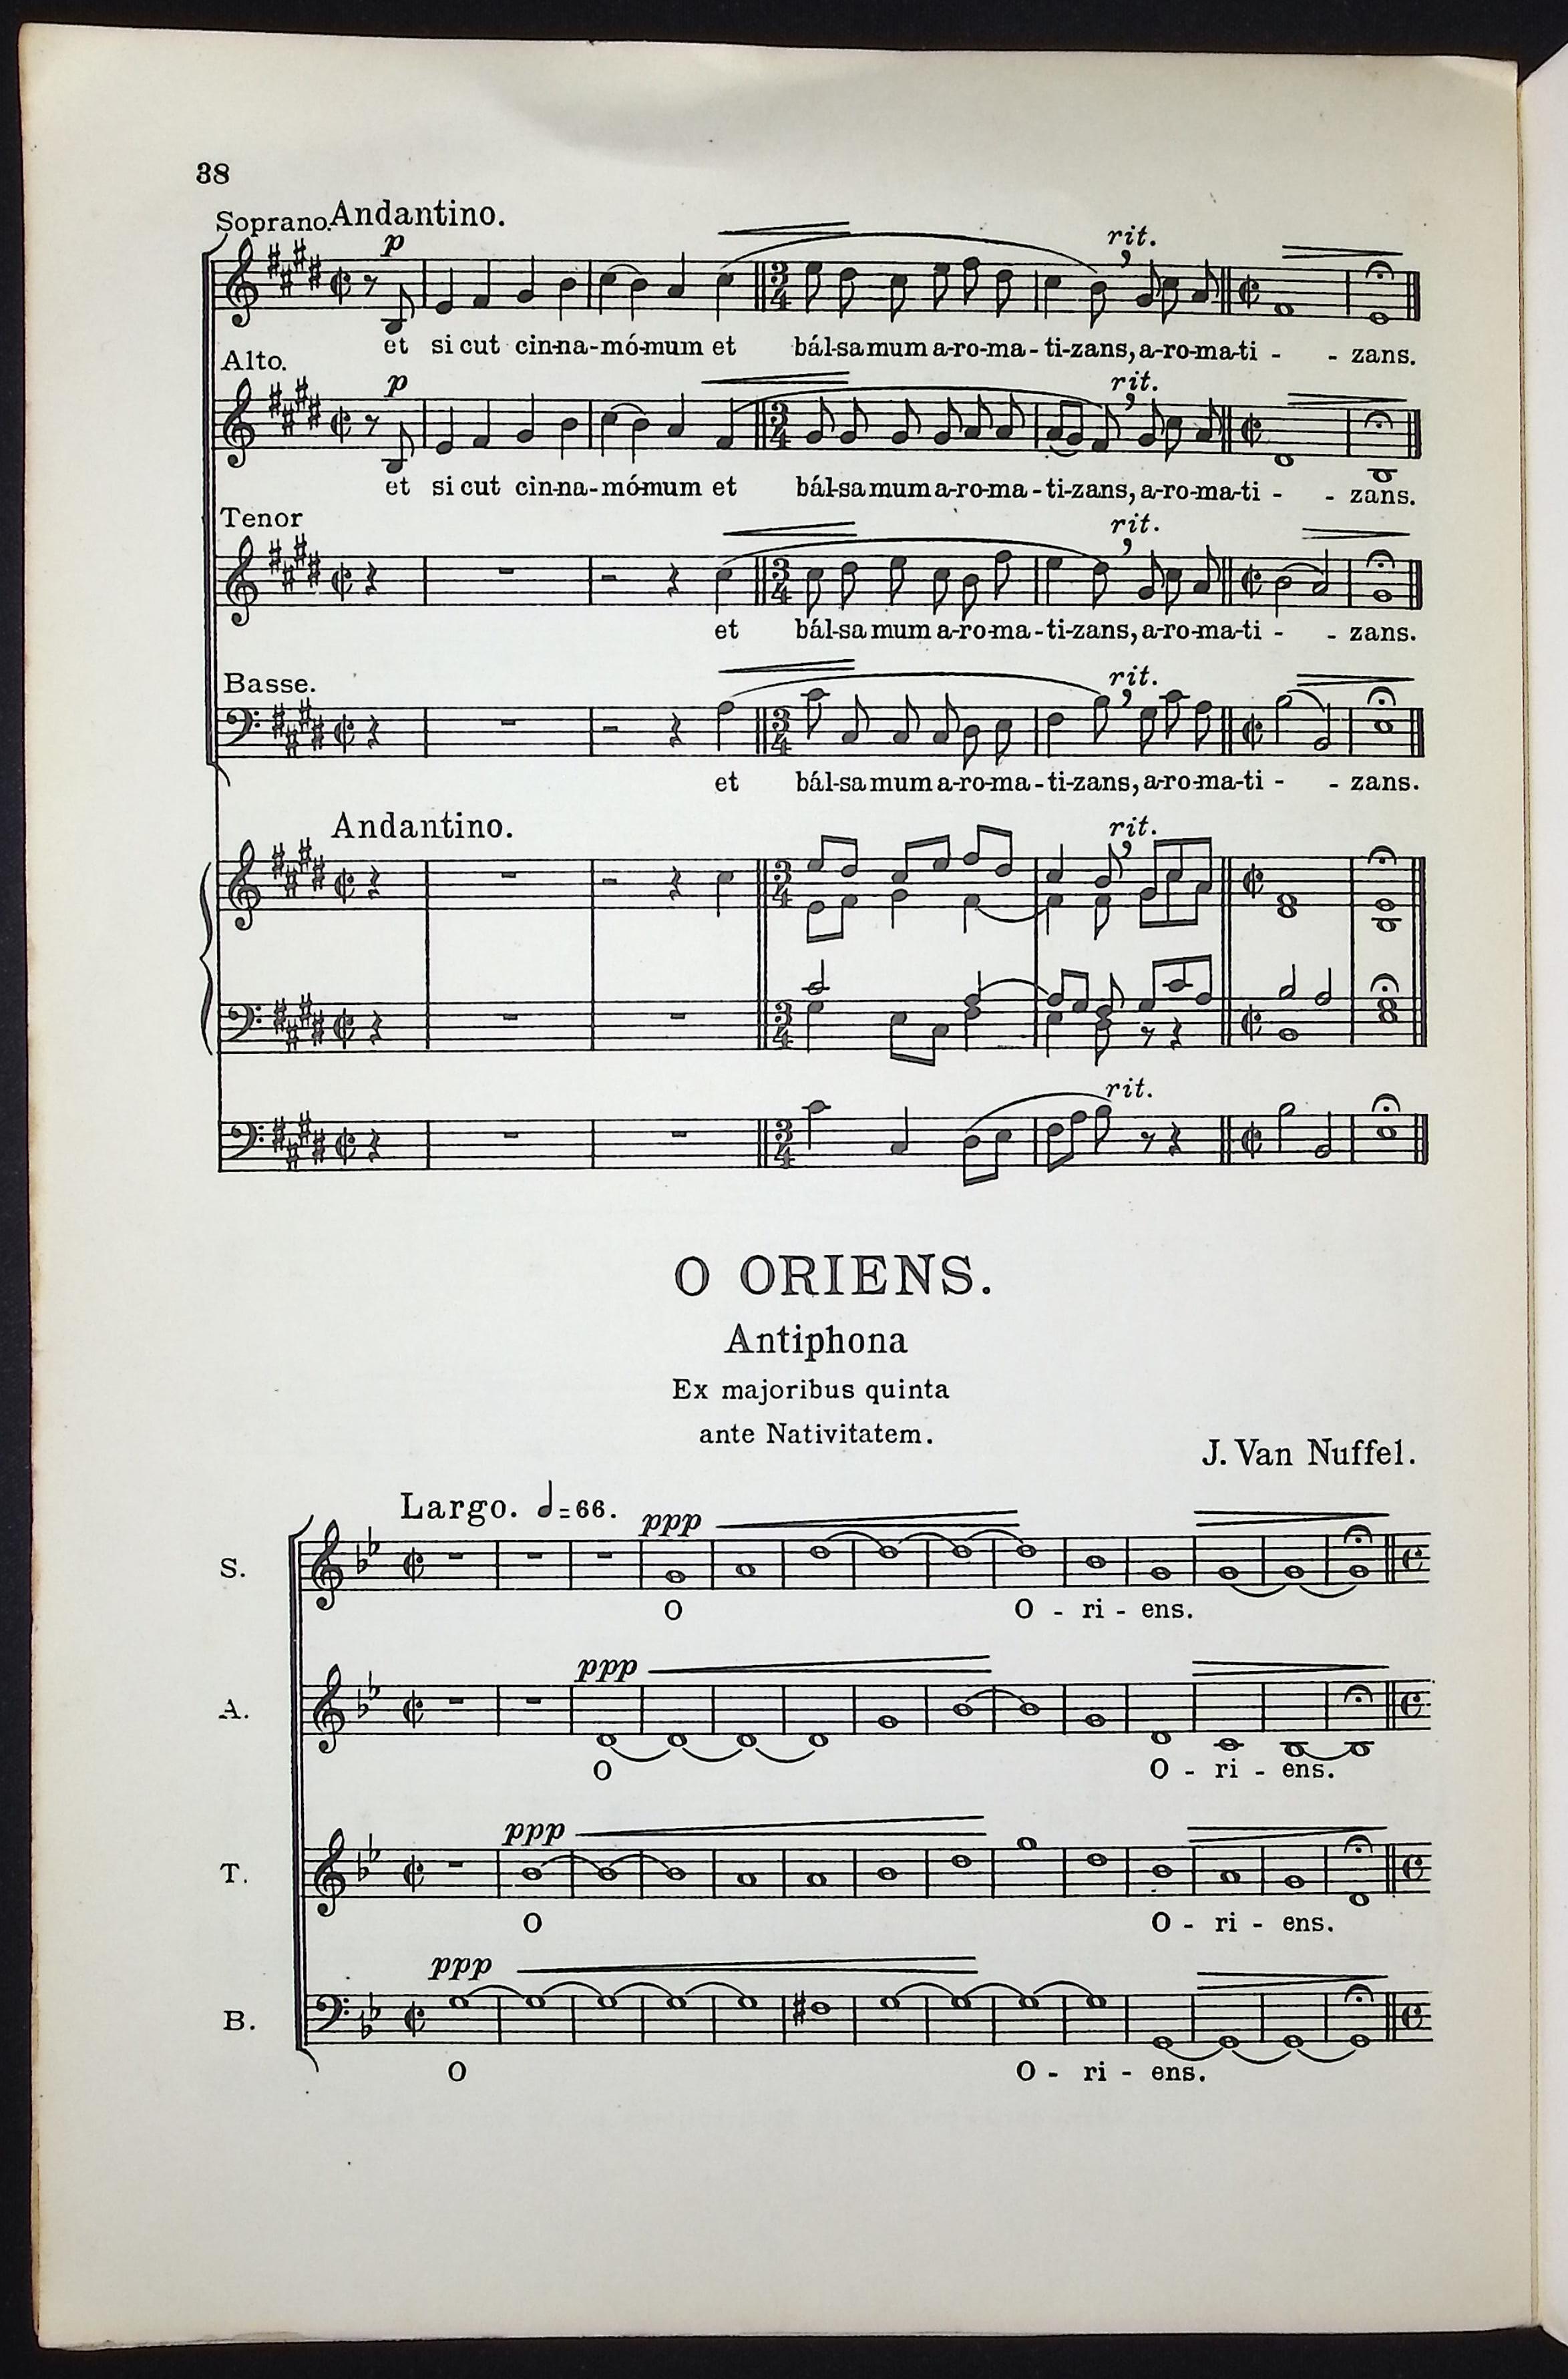 38
Soprano. Andantino.
p
rit.
et si cut cin-na-mó-mum et bál-sa mum a-ro-ma-ti-zans, a-ro-ma-ti - - zans.
Alto.
p
rit.
et si cut cin-na-mó-mum et bál-sa mum a-ro-ma-ti-zans, a-ro-ma-ti - - zans.
Tenor
rit.
et bál-sa mum a-ro-ma-ti-zans, a-ro-ma-ti - - zans.
Basse.
rit.
et bál-sa mum a-ro-ma-ti-zans, a-ro-ma-ti - - zans.
Andantino.
rit.
rit.
O ORIENS.
Antiphona
Ex majoribus quinta
ante Nativitatem.
J. Van Nuffel.
Largo. 𝅗𝅥=66.
ppp
S.
O O - ri - ens.
ppp
A.
O O - ri - ens.
ppp
T.
O O - ri - ens.
ppp
B.
O O - ri - ens.